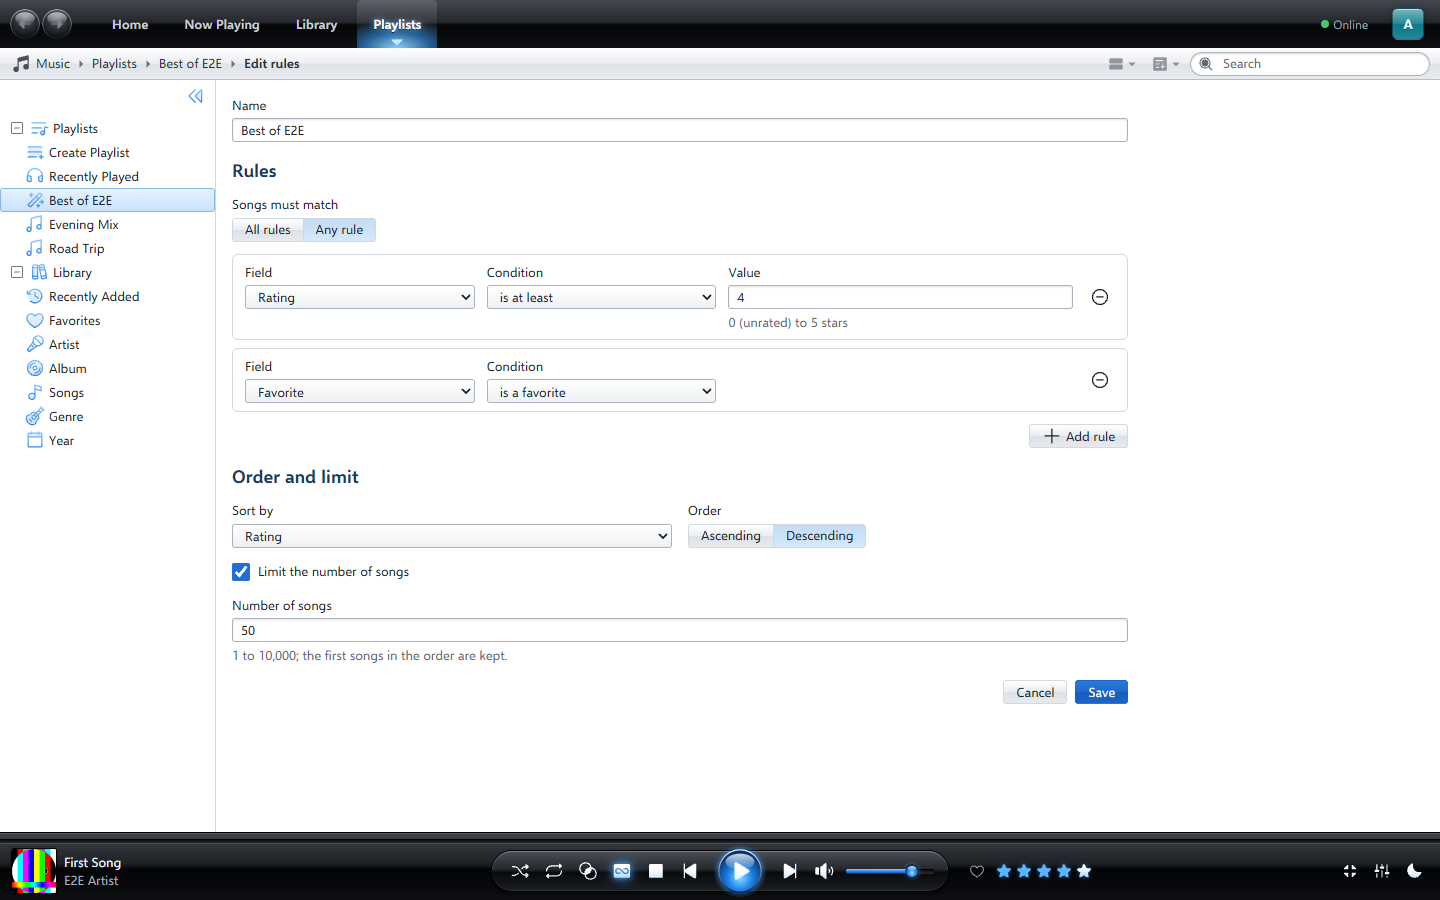 Home
Now Playing
Library
Playlists
Online
A
Music
Playlists
Best of E2E
Edit rules
Search
Playlists
Create Playlist
Recently Played
Best of E2E
Evening Mix
Road Trip
Library
Recently Added
Favorites
Artist
Album
Songs
Genre
Year
Name
Best of E2E
Rules
Songs must match
All rules
Any rule
Field
Condition
Value
Rating
is at least
4
0 (unrated) to 5 stars
Field
Condition
Favorite
is a favorite
Add rule
Order and limit
Sort by
Order
Rating
Ascending
Descending
Limit the number of songs
Number of songs
50
1 to 10,000; the first songs in the order are kept.
Cancel
Save
First Song
E2E Artist